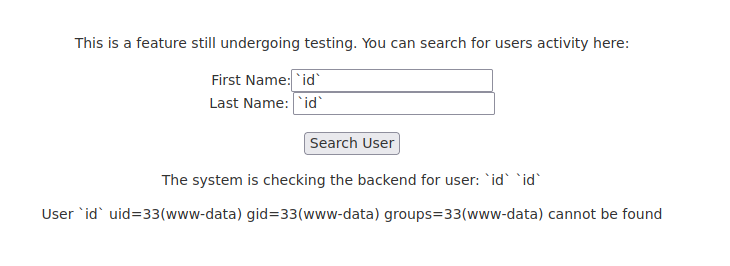 This is a feature still undergoing testing. You can search for users activity here:
First Name: `id`
Last Name: `id`
Search User
The system is checking the backend for user: `id` `id`
User `id` uid=33(www-data) gid=33(www-data) groups=33(www-data) cannot be found